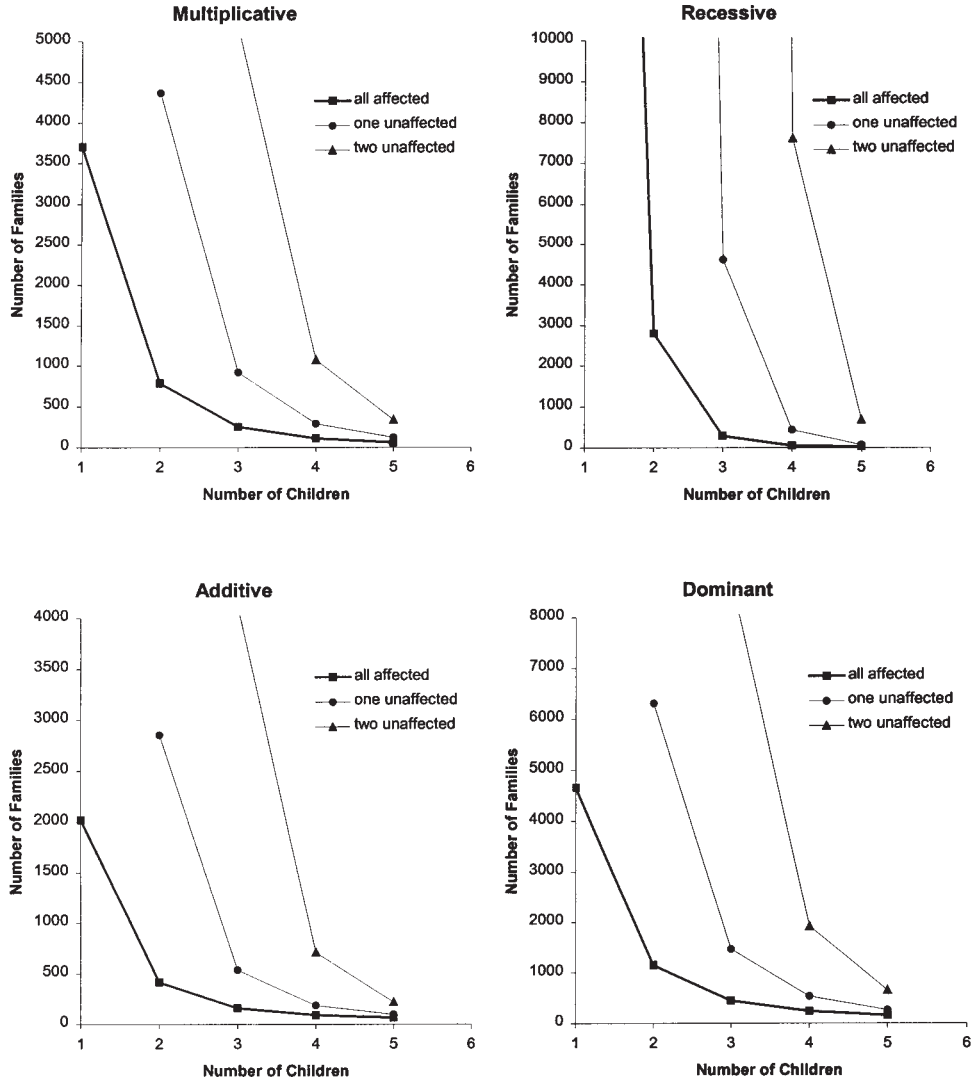 Multiplicative
5000
4500
4000
3500
3000
2500
2000
1500
1000
500
0
Number of Families
all affected
one unaffected
two unaffected
1 2 3 4 5 6
Number of Children
Recessive
10000
9000
8000
7000
6000
5000
4000
3000
2000
1000
0
Number of Families
all affected
one unaffected
two unaffected
1 2 3 4 5 6
Number of Children
Additive
4000
3500
3000
2500
2000
1500
1000
500
0
Number of Families
all affected
one unaffected
two unaffected
1 2 3 4 5 6
Number of Children
Dominant
8000
7000
6000
5000
4000
3000
2000
1000
0
Number of Families
all affected
one unaffected
two unaffected
1 2 3 4 5 6
Number of Children